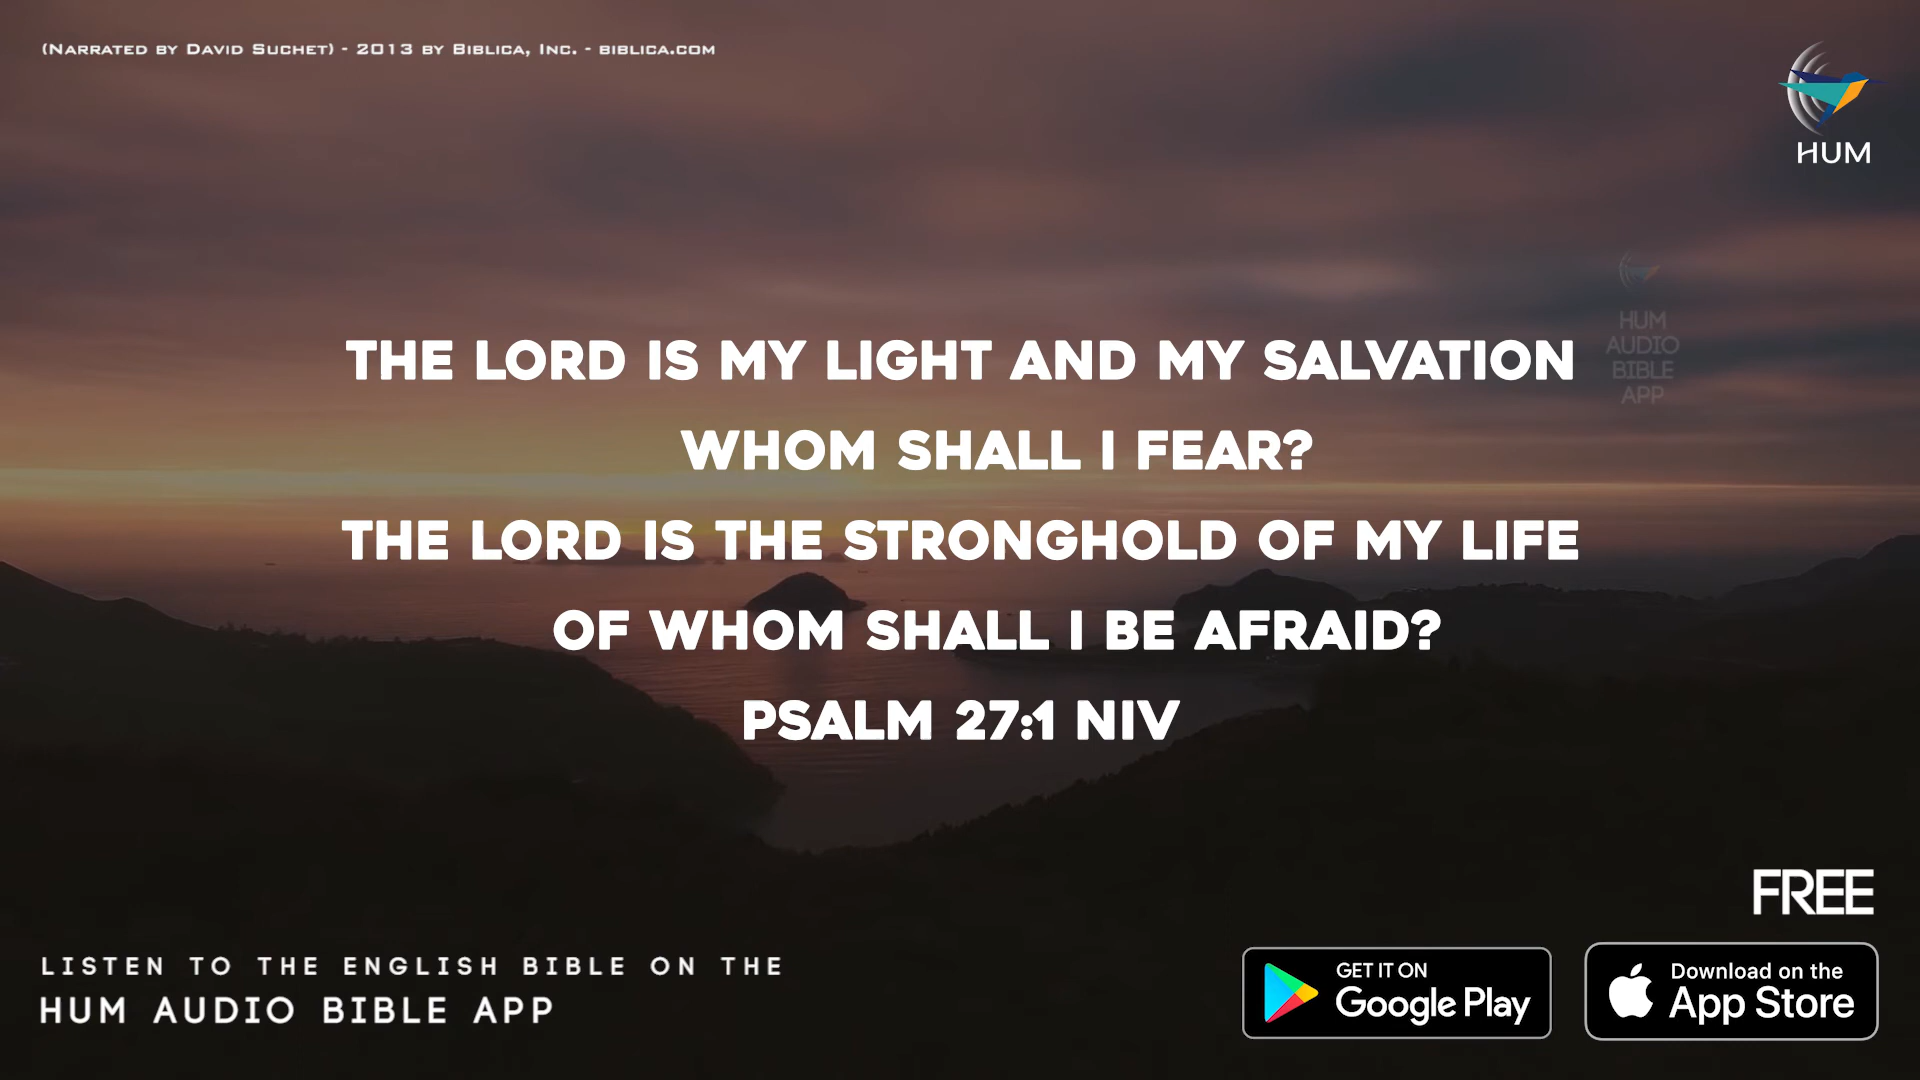 (NARRATED BY DAVID SUCHET) - 2013 BY BIBLICA, INC. - BIBLICA.COM
HUM
HUM
AUDIO
BIBLE
APP
THE LORD IS MY LIGHT AND MY SALVATION
WHOM SHALL I FEAR?
THE LORD IS THE STRONGHOLD OF MY LIFE
OF WHOM SHALL I BE AFRAID?
PSALM 27:1 NIV
FREE
LISTEN TO THE ENGLISH BIBLE ON THE
HUM AUDIO BIBLE APP
GET IT ON
Google Play
Download on the
App Store